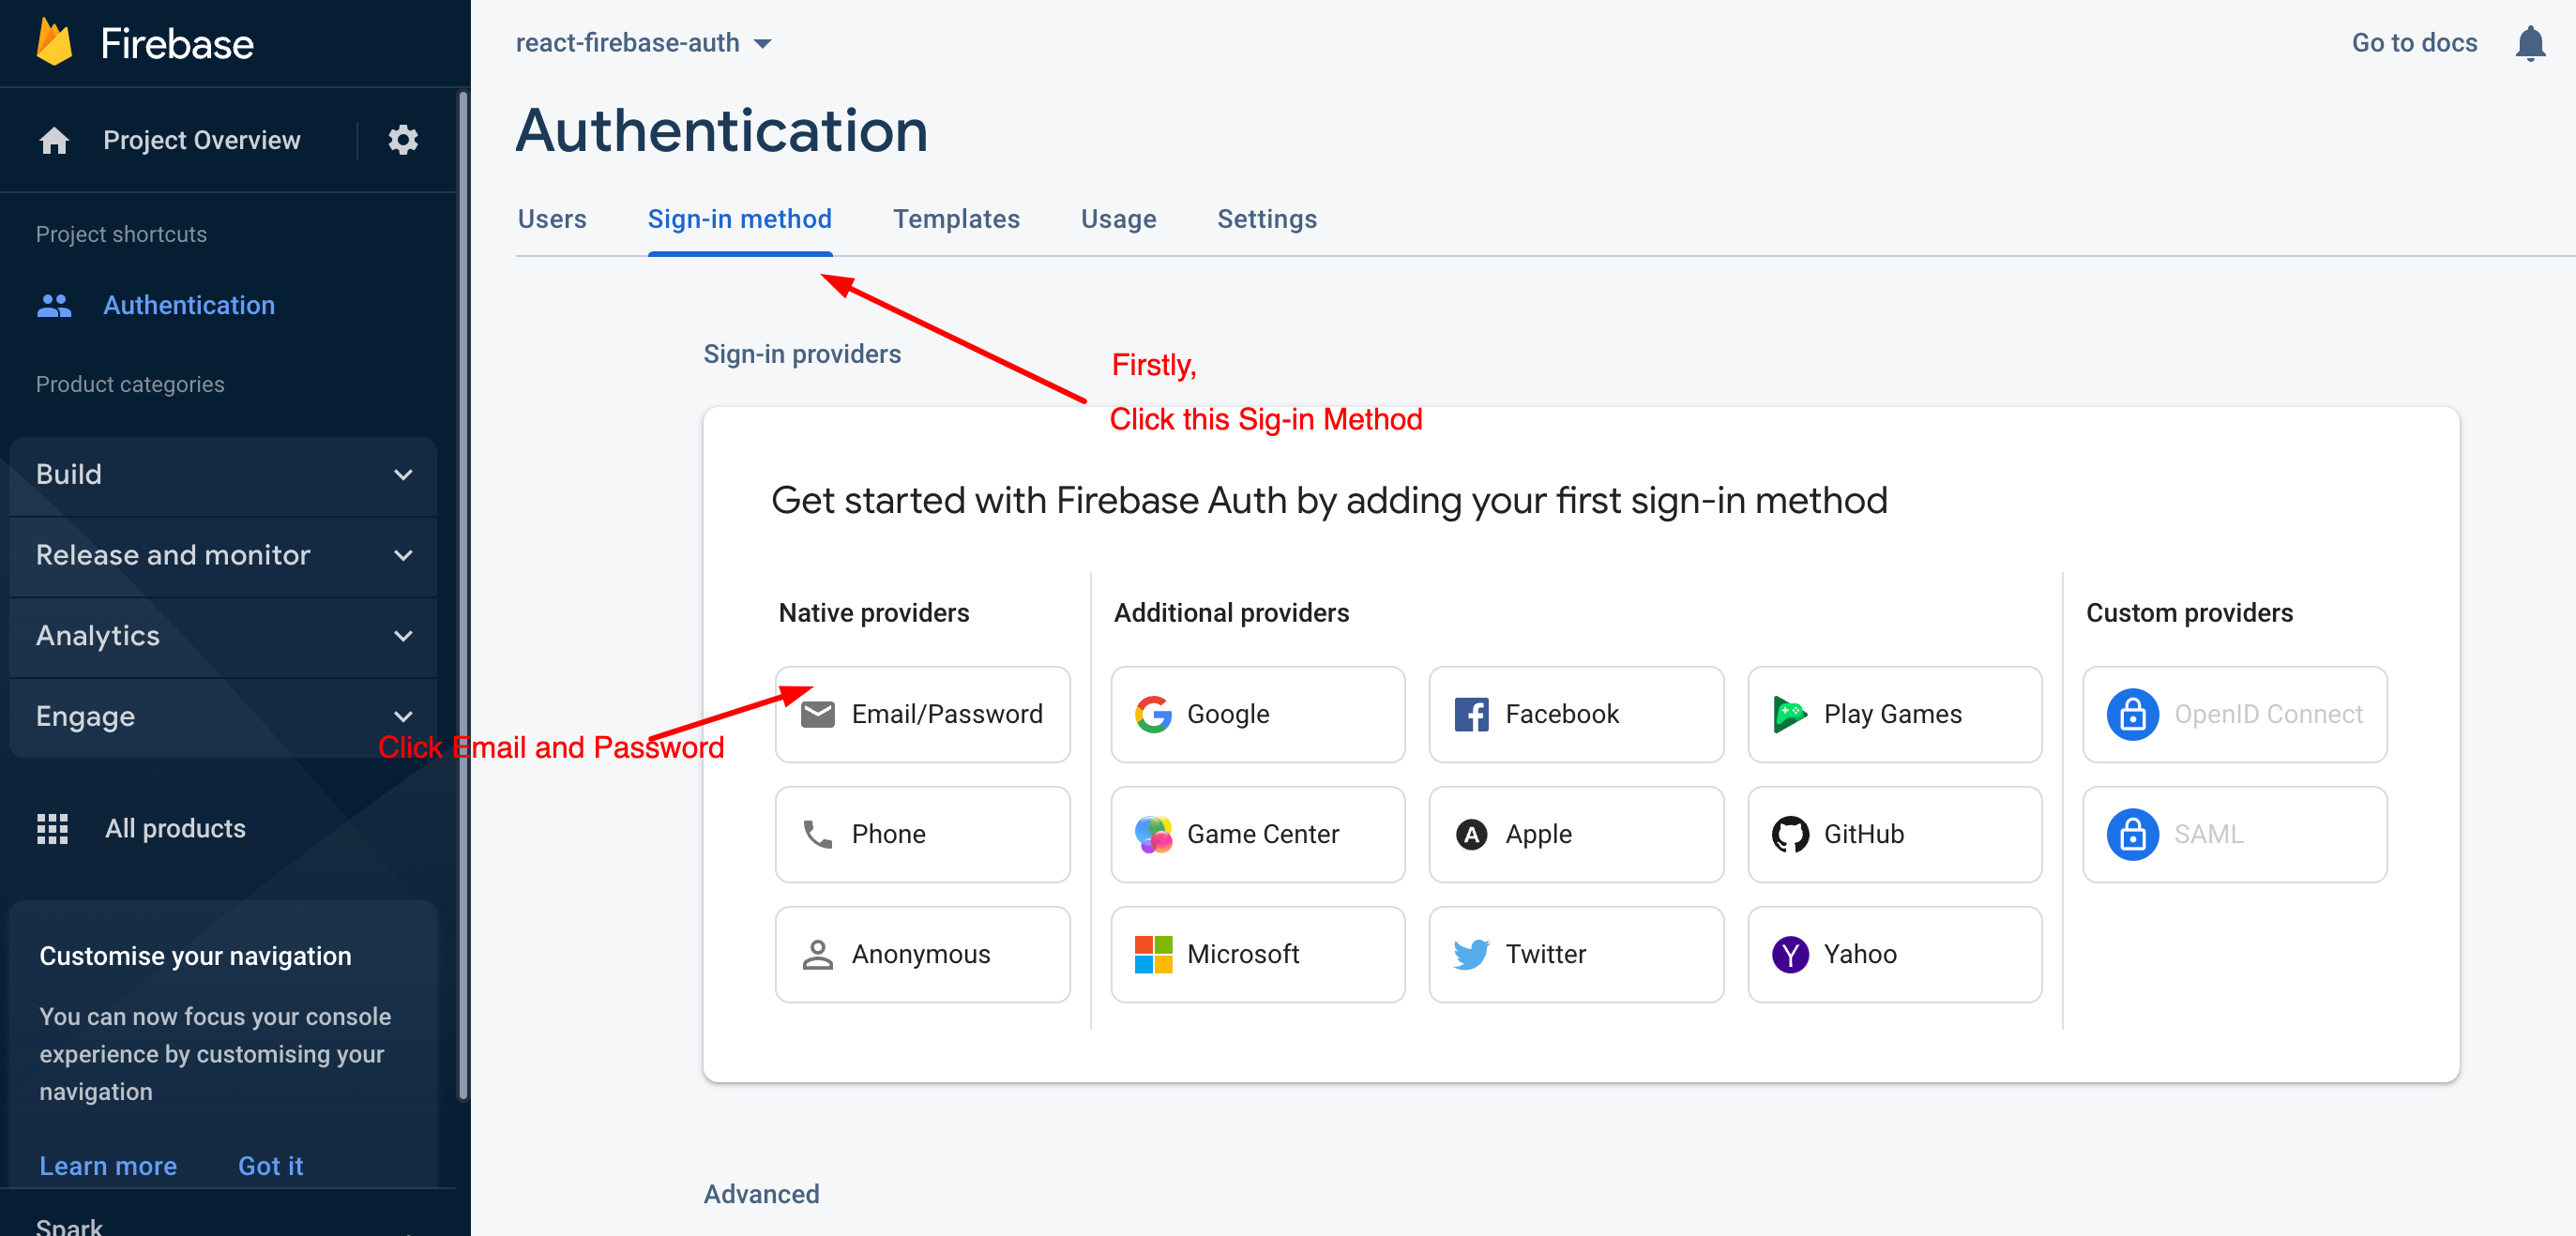 Firebase
Project Overview
Project shortcuts
Authentication
Product categories
Build
Release and monitor
Analytics
Engage
All products
Customise your navigation
You can now focus your console
experience by customising your
navigation
Learn more Got it
Spark
react-firebase-auth
Go to docs
Authentication
Users Sign-in method Templates Usage Settings
Sign-in providers
Firstly,
Click this Sig-in Method
Get started with Firebase Auth by adding your first sign-in method
Native providers
Email/Password
Click Email and Password
Phone
Anonymous
Additional providers
Google Facebook Play Games
Game Center Apple GitHub
Microsoft Twitter Yahoo
Custom providers
OpenID Connect
SAML
Advanced